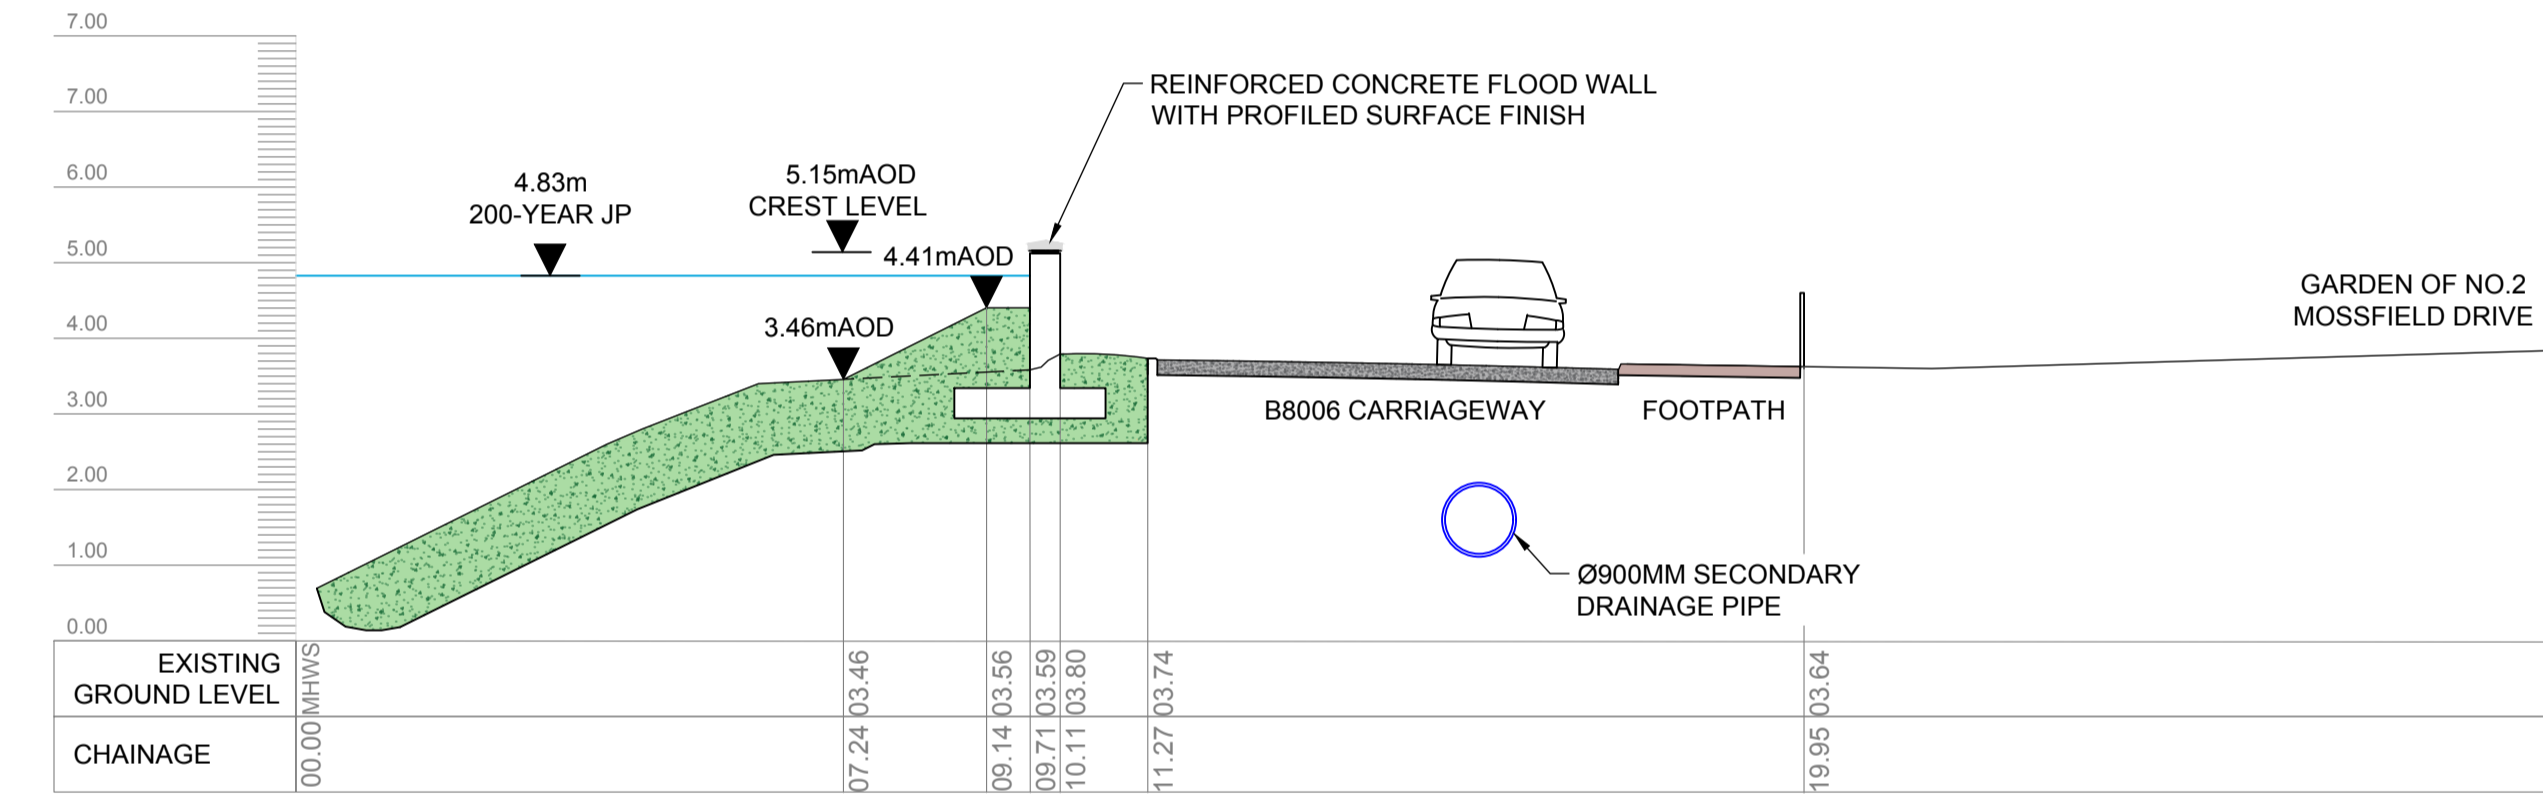 7.00
7.00
6.00
5.00
4.00
3.00
2.00
1.00
0.00
REINFORCED CONCRETE FLOOD WALL
WITH PROFILED SURFACE FINISH
4.83m
200-YEAR JP
5.15mAOD
CREST LEVEL
4.41mAOD
3.46mAOD
GARDEN OF NO.2
MOSSFIELD DRIVE
B8006 CARRIAGEWAY
FOOTPATH
Ø900MM SECONDARY
DRAINAGE PIPE
EXISTING
GROUND LEVEL
MHWS
03.46
03.56
03.59
03.80
03.74
03.64
CHAINAGE
00.00
07.24
09.14
09.71
10.11
11.27
19.95